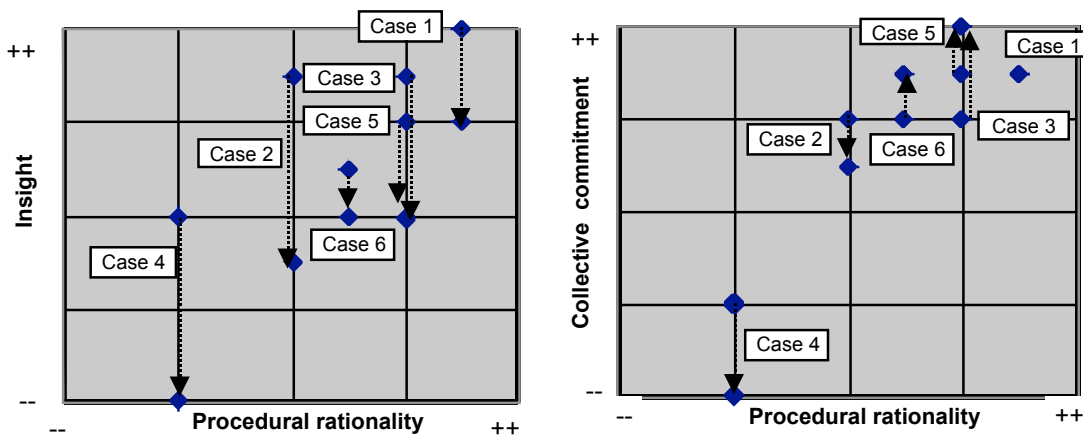 Case 1
++
Case 3
Case 5
Case 2
Insight
Case 6
Case 4
--
--
Procedural rationality
++
Case 5
Case 1
++
Case 2
Case 6
Case 3
Collective commitment
Case 4
--
--
Procedural rationality
++